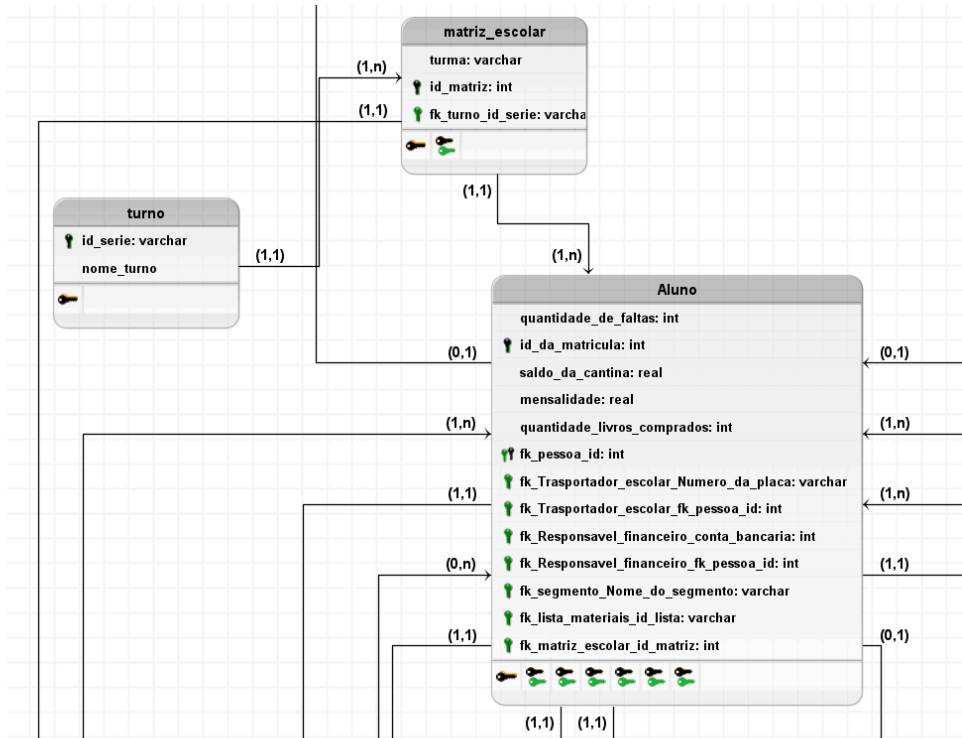 matriz_escolar
turma: varchar
(1,n)
id_matriz: int
(1,1)
fk_turno_id_serie: varcha
(1,1)
turno
id_serie: varchar
(1,1)
nome_turno
(1,n)
Aluno
quantidade_de_faltas: int
(0,1)
id_da_matricula: int
(0,1)
saldo_da_cantina: real
mensalidade: real
(1,n)
quantidade_livros_comprados: int
(1,n)
fk_pessoa_id: int
fk_Trasportador_escolar_Numero_da_placa: varchar
(1,1)
fk_Trasportador_escolar_fk_pessoa_id: int
(1,n)
fk_Responsavel_financeiro_conta_bancaria: int
(0,n)
fk_Responsavel_financeiro_fk_pessoa_id: int
(1,1)
fk_segmento_Nome_do_segmento: varchar
fk_lista_materiais_id_lista: varchar
(1,1)
fk_matriz_escolar_id_matriz: int
(0,1)
(1,1)
(1,1)